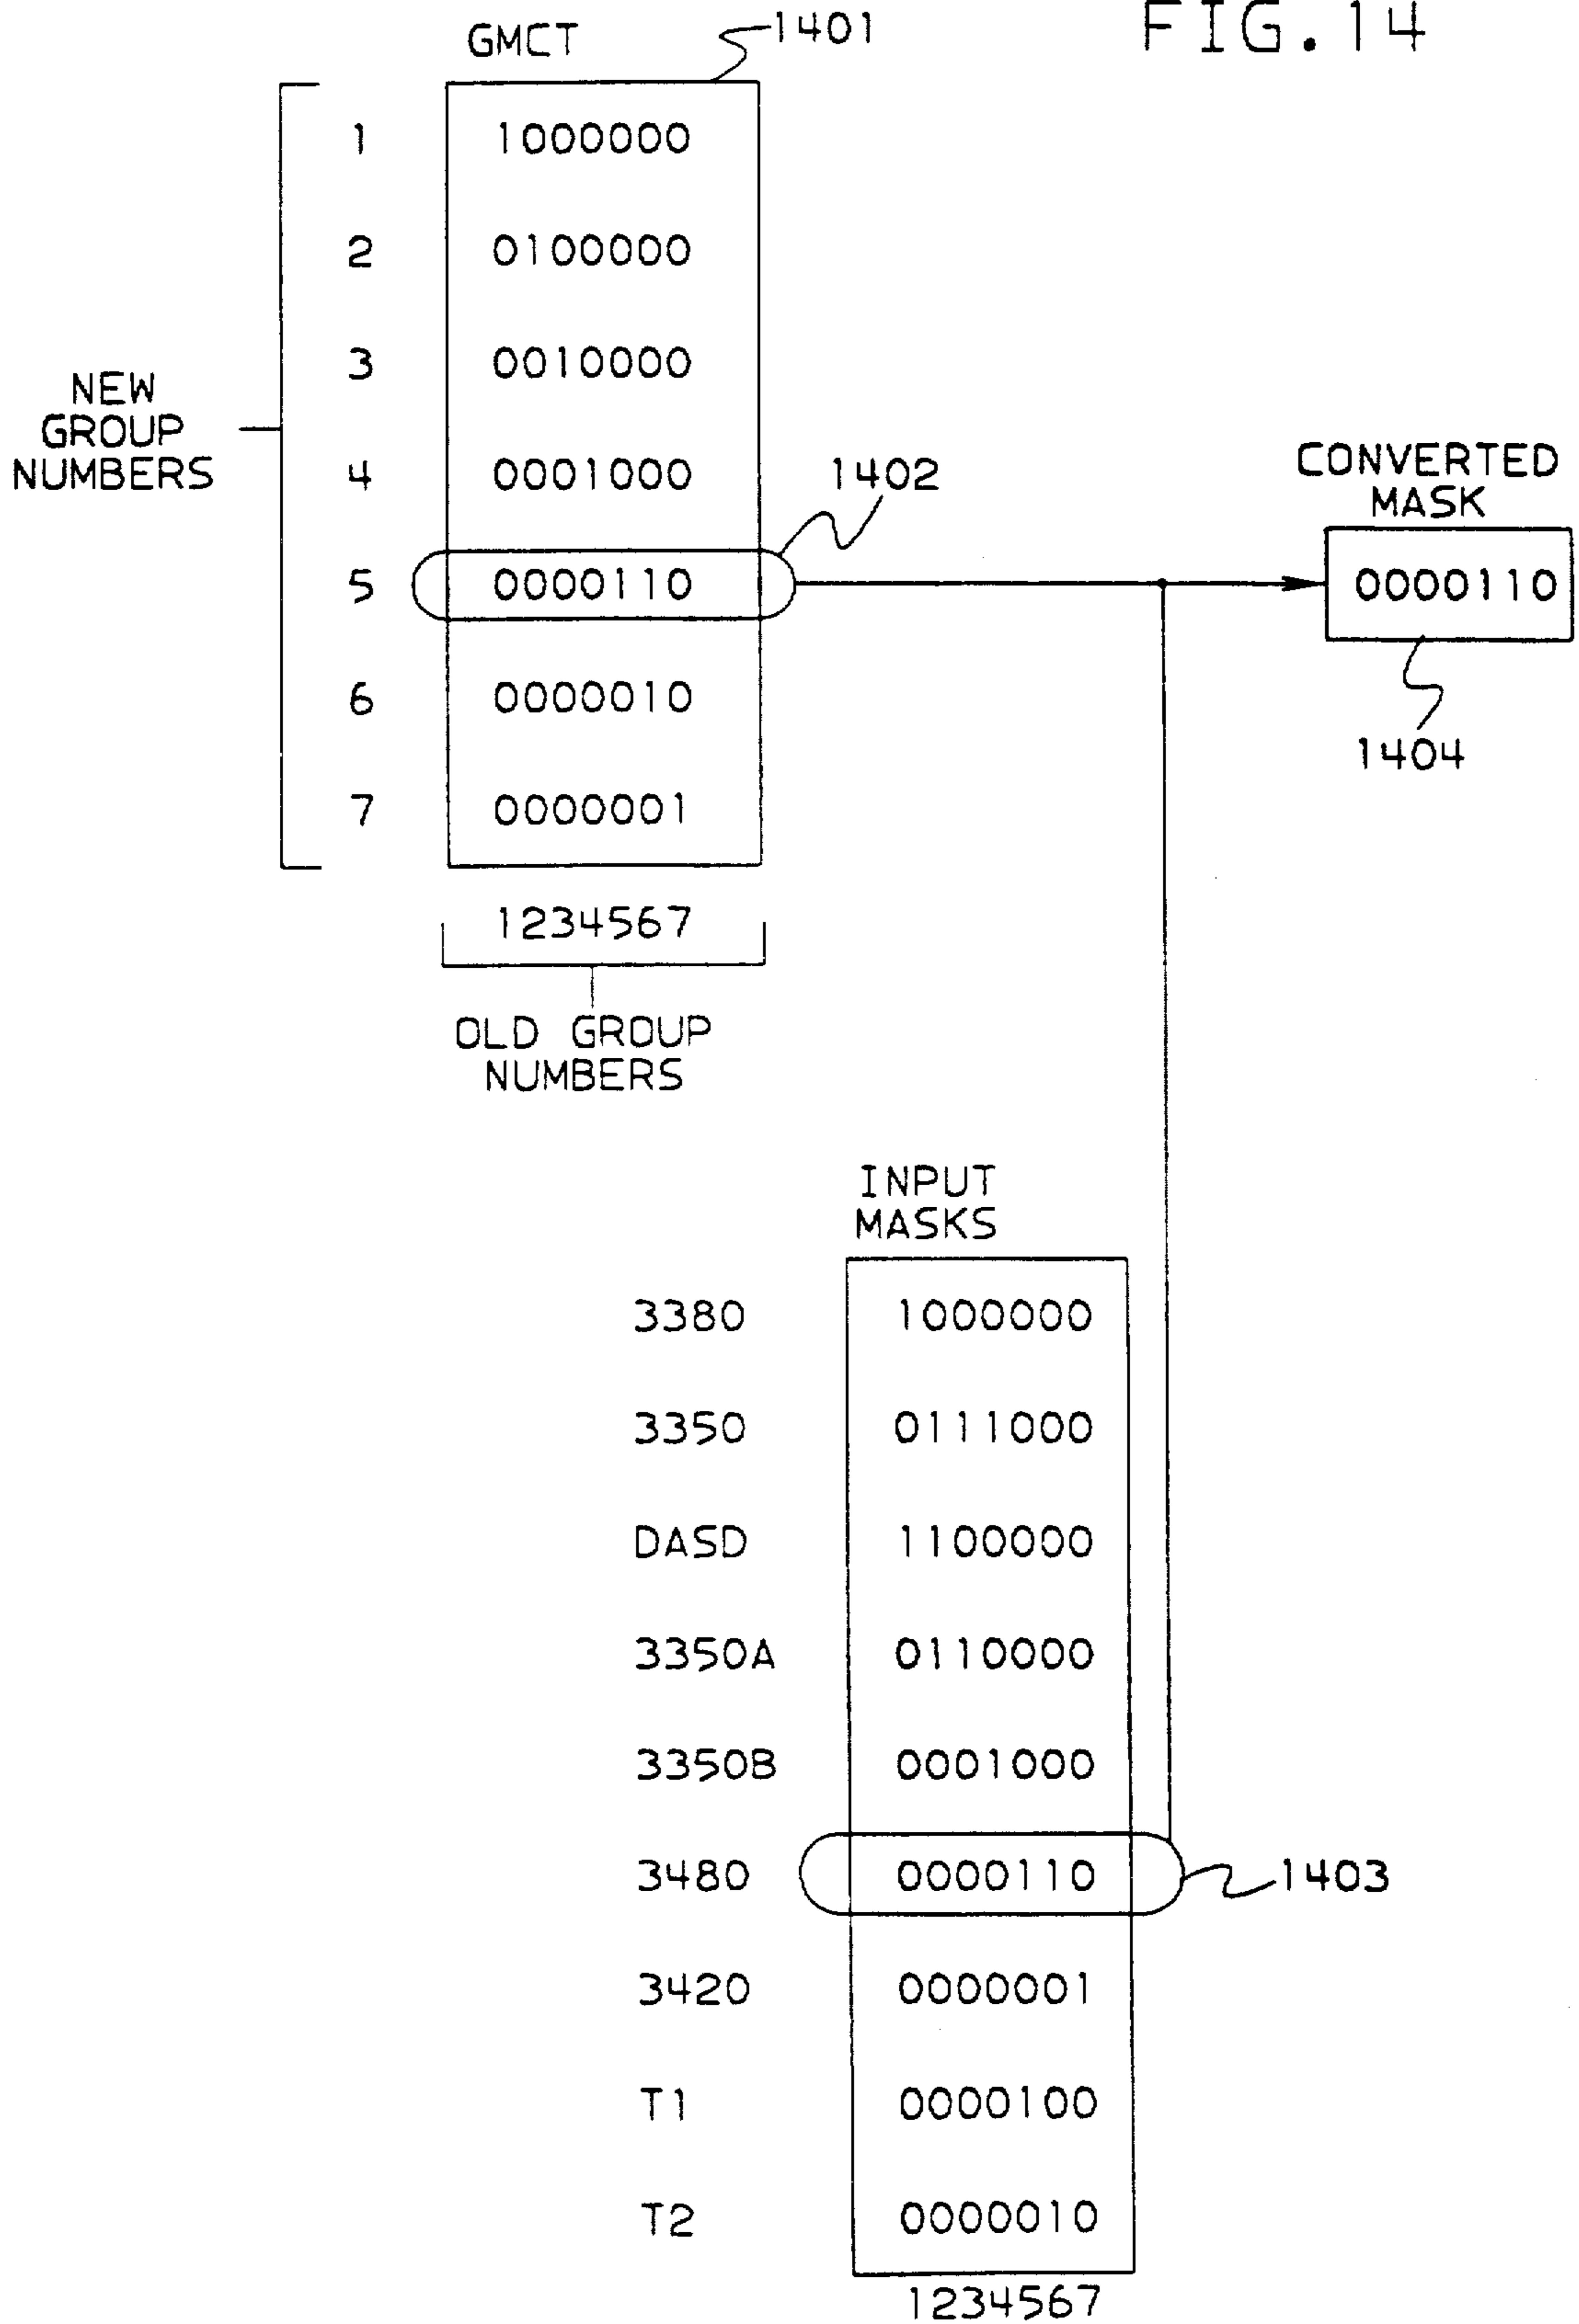 FIG.14
GMCT
1401
1 1000000
2 0100000
3 0010000
NEW
GROUP
NUMBERS
4 0001000
1402
CONVERTED
MASK
5 0000110
0000110
6 0000010
1404
7 0000001
1234567
OLD GROUP
NUMBERS
INPUT
MASKS
3380 1000000
3350 0111000
DASD 1100000
3350A 0110000
3350B 0001000
3480 0000110
1403
3420 0000001
T1 0000100
T2 0000010
1234567